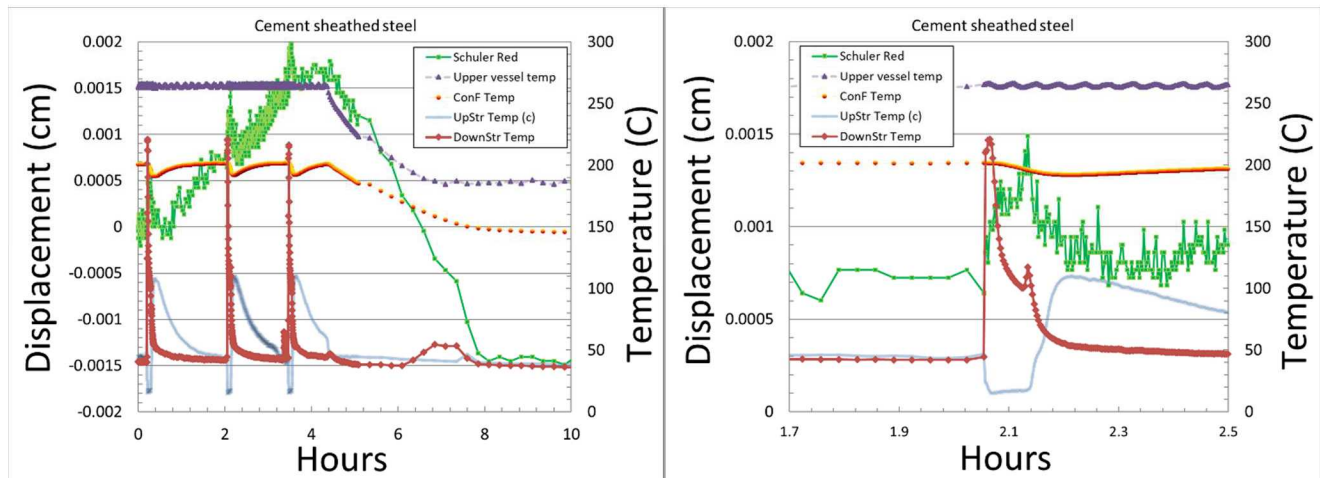 Cement sheathed steel
0.002
0.0015
0.001
0.0005
0
-0.0005
-0.001
-0.0015
-0.002
Displacement (cm)
300
250
200
150
100
50
0
Temperature (C)
Schuler Red
Upper vessel temp
ConF Temp
UpStr Temp (c)
DownStr Temp
0 2 4 6 8 10
Hours
Cement sheathed steel
0.002
0.0015
0.001
0.0005
0
Displacement (cm)
300
250
200
150
100
50
0
Temperature (C)
Schuler Red
Upper vessel temp
ConF Temp
UpStr Temp (c)
DownStr Temp
1.7 1.9 2.1 2.3 2.5
Hours